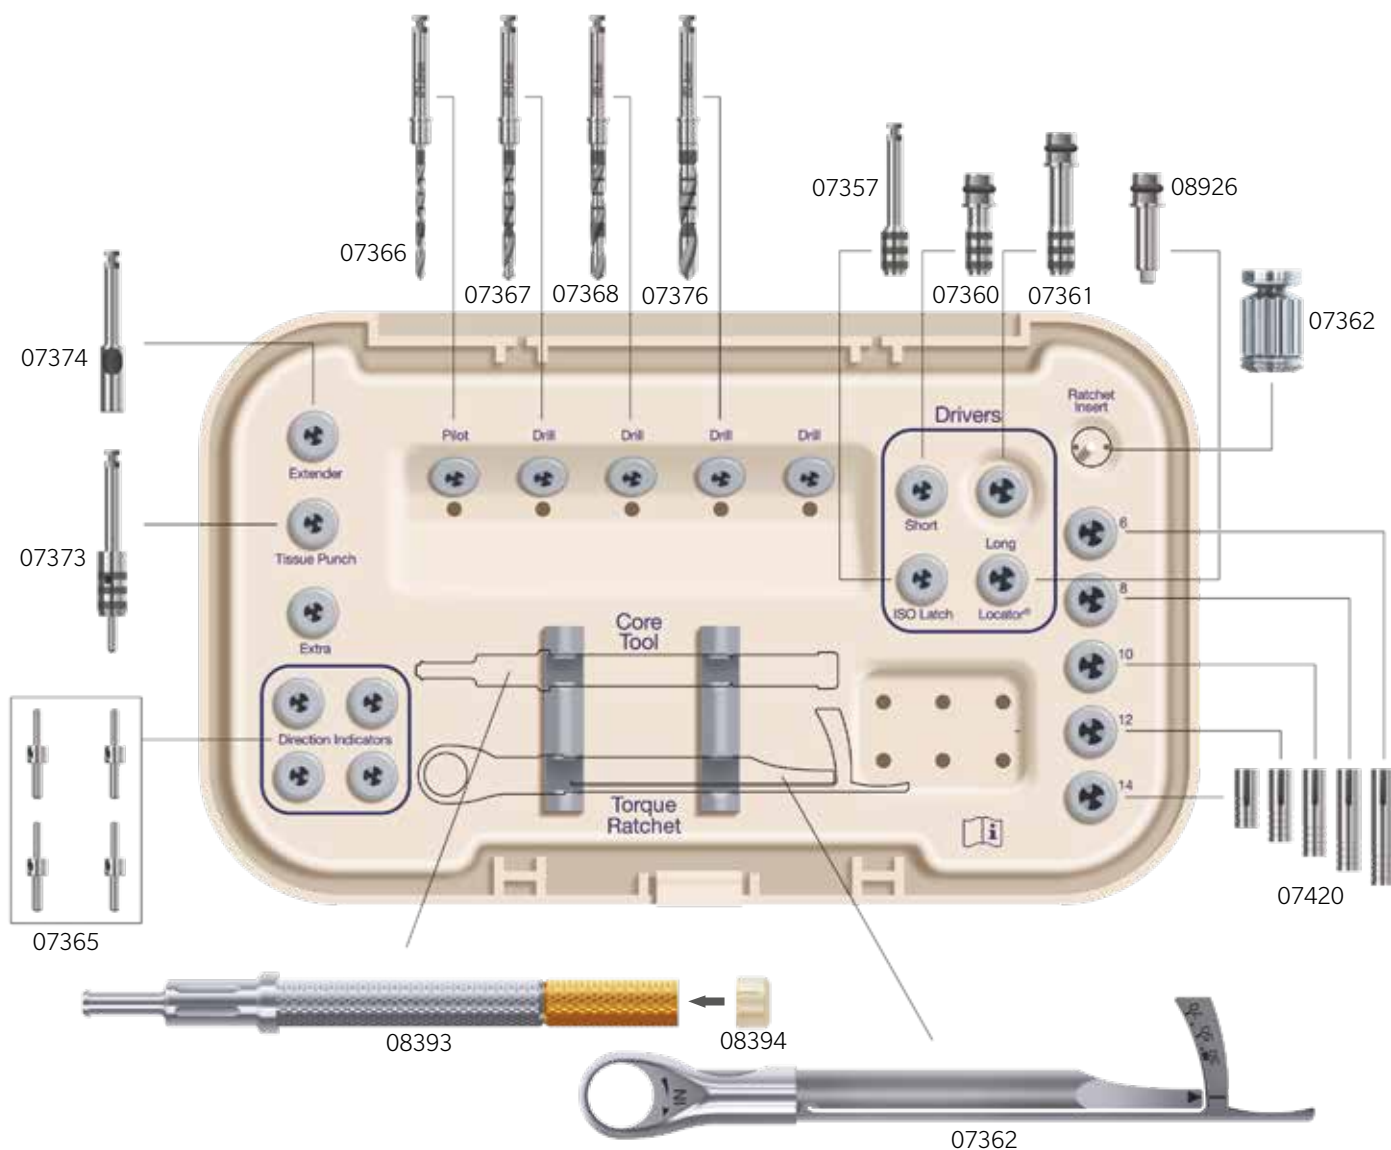 07366
07367
07368
07376
07357
07360
07361
08926
07362
07374
07373
Extender
Tissue Punch
Extra
Pilot
Drill
Drill
Drill
Drill
Drivers
Short
Long
ISO Latch
Locator®
Ratchet
Insert
6
8
10
12
14
Core
Tool
Direction Indicators
Torque
Ratchet
i
07365
07420
08393
08394
IN
07362